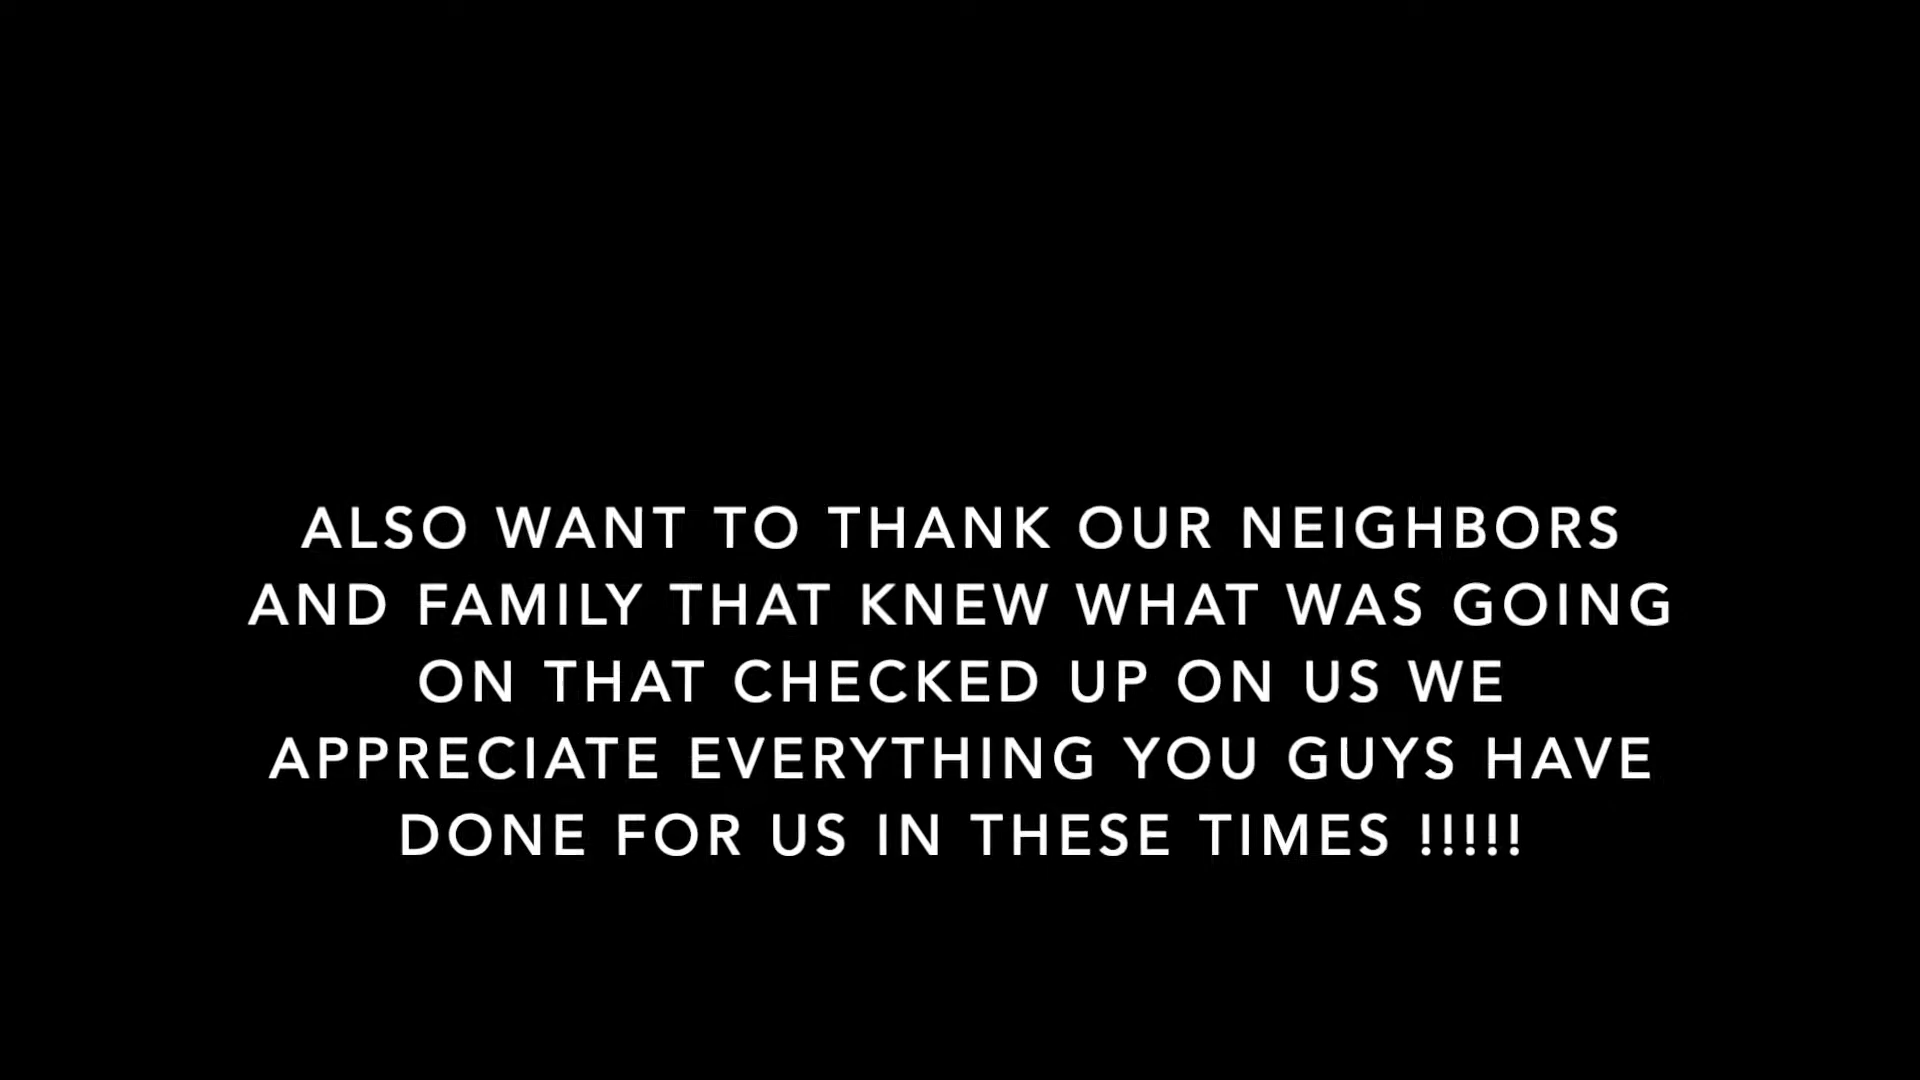 ALSO WANT TO THANK OUR NEIGHBORS
AND FAMILY THAT KNEW WHAT WAS GOING
ON THAT CHECKED UP ON US WE
APPRECIATE EVERYTHING YOU GUYS HAVE
DONE FOR US IN THESE TIMES !!!!!